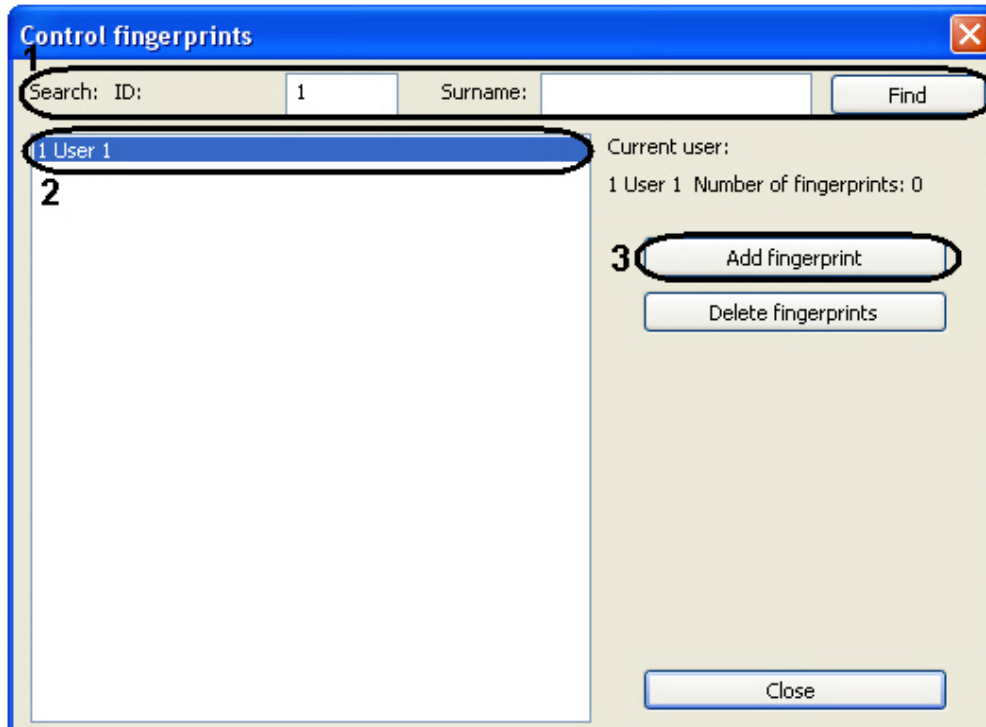 Control fingerprints
1
Search: ID: 1 Surname: Find
1 User 1
2
Current user:
1 User 1 Number of fingerprints: 0
3 Add fingerprint
Delete fingerprints
Close